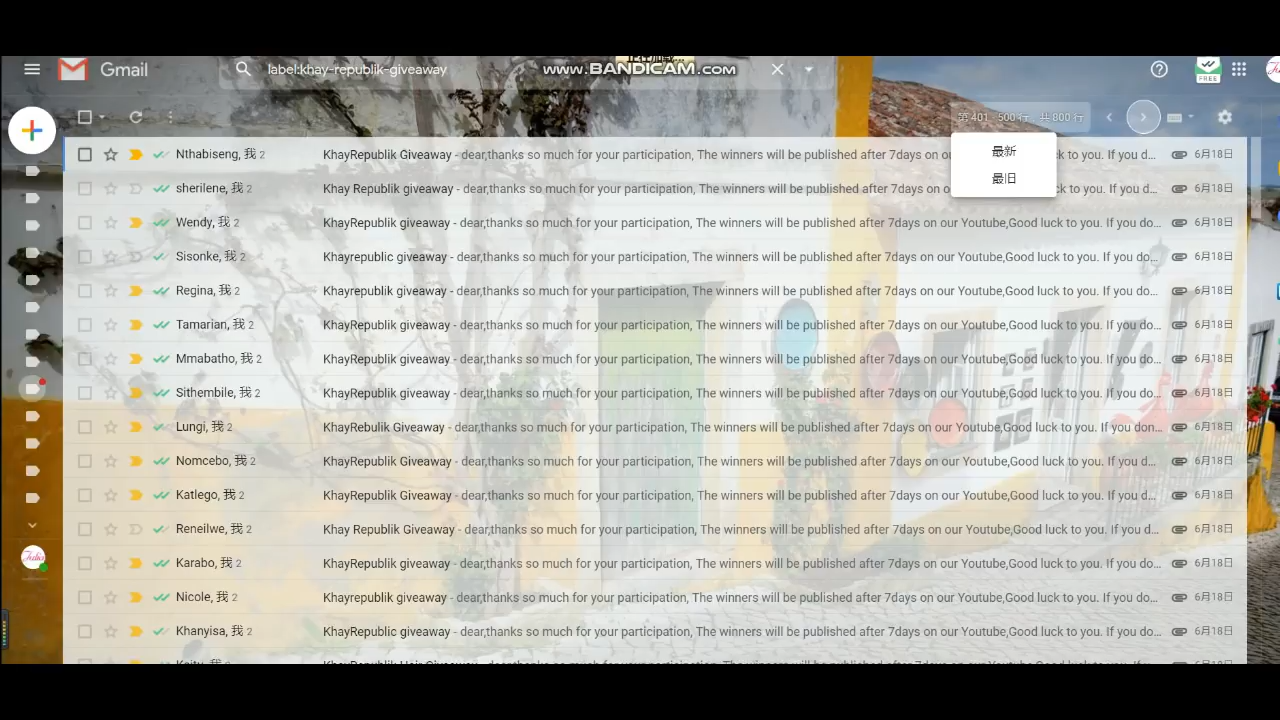 Gmail
label:khay-republik-giveaway
www.BANDICAM.com
FREE
第 401 - 500 行，共 800 行
最新
最旧
Nthabiseng, 我 2 KhayRepublik Giveaway - dear,thanks so much for your participation, The winners will be published after 7days on ou ck to you. If you d... 6月18日
sherilene, 我 2 Khay Republik giveaway - dear,thanks so much for your participation, The winners will be published after 7days on o ck to you. If you d... 6月18日
Wendy, 我 2 KhayRepublik giveaway - dear,thanks so much for your participation, The winners will be published after 7days on our Youtube,Good luck to you. If you do... 6月18日
Sisonke, 我 2 Khayrepublic giveaway - dear,thanks so much for your participation, The winners will be published after 7days on our Youtube,Good luck to you. If you do... 6月18日
Regina, 我 2 Khayrepublik giveaway - dear,thanks so much for your participation, The winners will be published after 7days on our Youtube,Good luck to you. If you do... 6月18日
Tamarian, 我 2 KhayRepublik giveaway - dear,thanks so much for your participation, The winners will be published after 7days on our Youtube,Good luck to you. If you do... 6月18日
Mmabatho, 我 2 KhayRepublik giveaway - dear,thanks so much for your participation, The winners will be published after 7days on our Youtube,Good luck to you. If you do... 6月18日
Sithembile, 我 2 KhayRepublik giveaway - dear,thanks so much for your participation, The winners will be published after 7days on our Youtube,Good luck to you. If you do... 6月18日
Lungi, 我 2 KhayRebulik Giveaway - dear,thanks so much for your participation, The winners will be published after 7days on our Youtube,Good luck to you. If you don... 6月18日
Nomcebo, 我 2 KhayRepublik Giveaway - dear,thanks so much for your participation, The winners will be published after 7days on our Youtube,Good luck to you. If you d... 6月18日
Katlego, 我 2 KhayRepublik Giveaway - dear,thanks so much for your participation, The winners will be published after 7days on our Youtube,Good luck to you. If you d... 6月18日
Reneilwe, 我 2 Khay Republik Giveaway - dear,thanks so much for your participation, The winners will be published after 7days on our Youtube,Good luck to you. If you d... 6月18日
Karabo, 我 2 KhayRepublik giveaway - dear,thanks so much for your participation, The winners will be published after 7days on our Youtube,Good luck to you. If you do... 6月18日
Nicole, 我 2 Khayrepublik giveaway - dear,thanks so much for your participation, The winners will be published after 7days on our Youtube,Good luck to you. If you do... 6月18日
Khanyisa, 我 2 KhayRepublic giveaway - dear,thanks so much for your participation, The winners will be published after 7days on our Youtube,Good luck to you. If you do... 6月18日